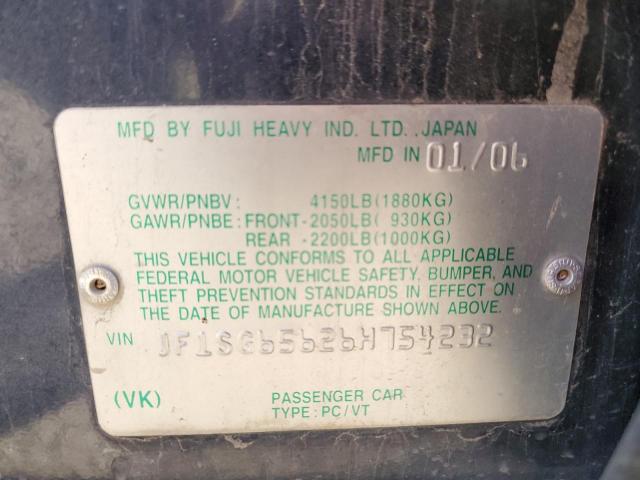 MFD BY FUJI HEAVY IND. LTD., JAPAN
MFD IN 01/06
GVWR/PNBV: 4150LB(1880KG)
GAWR/PNBE: FRONT-2050LB( 930KG)
REAR -2200LB(1000KG)
THIS VEHICLE CONFORMS TO ALL APPLICABLE
FEDERAL MOTOR VEHICLE SAFETY, BUMPER, AND
THEFT PREVENTION STANDARDS IN EFFECT ON
THE DATE OF MANUFACTURE SHOWN ABOVE.
VIN JF1SG65626H754232
(VK) PASSENGER CAR
TYPE: PC/VT